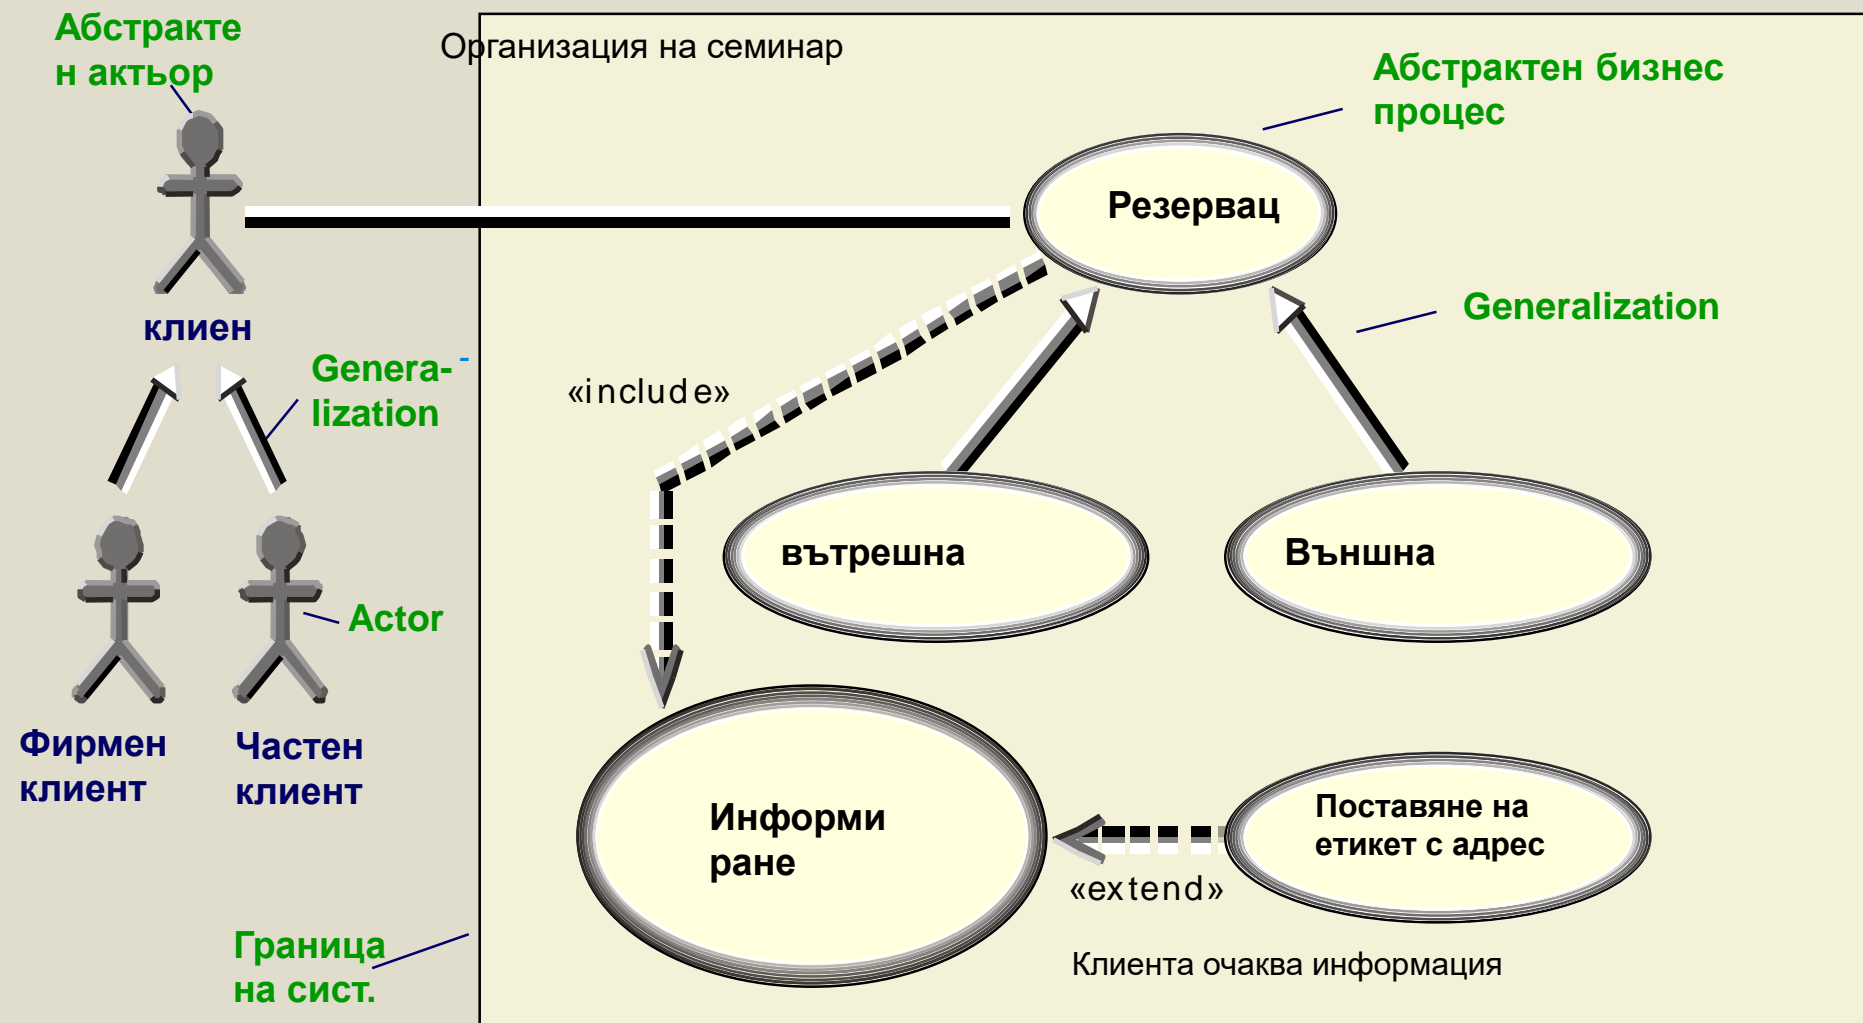 Абстракте
н актьор
Организация на семинар
Абстрактен бизнес
процес
Резервац
клиен
Generalization
Genera-
lization
-
«include»
вътрешна
Външна
Actor
Фирмен
клиент
Частен
клиент
Информи
ране
Поставяне на
етикет с адрес
«extend»
Граница
на сист.
Клиента очаква информация